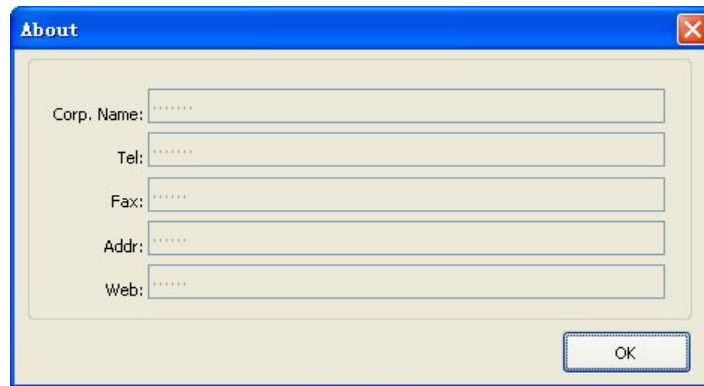 About
Corp. Name: .......
Tel: .......
Fax: ......
Addr: ......
Web: ......
OK